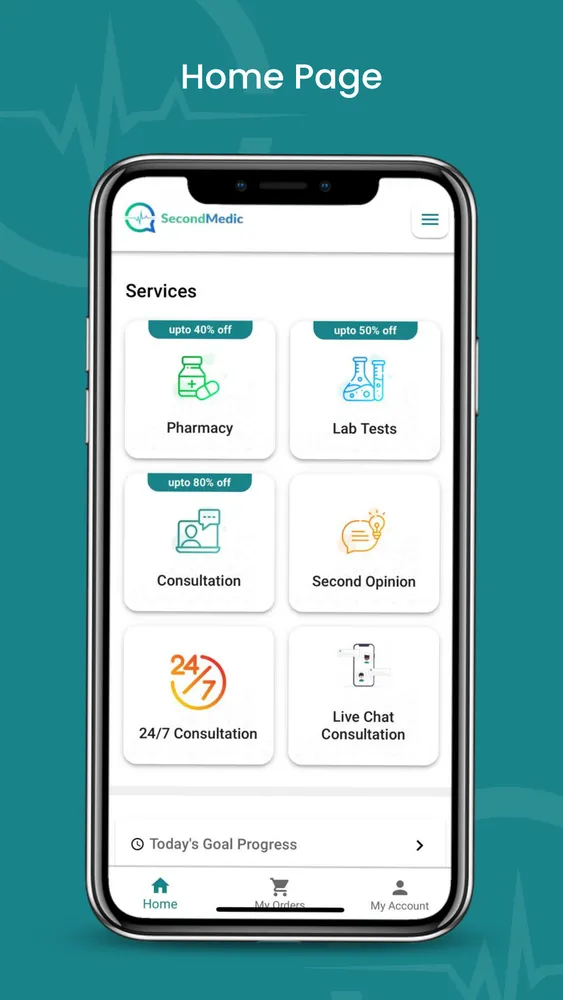 Home Page
SecondMedic
Services
upto 40% off
upto 50% off
Pharmacy
Lab Tests
upto 80% off
Consultation
Second Opinion
24/7
24/7 Consultation
Live Chat
Consultation
Today's Goal Progress
Home
My Orders
My Account